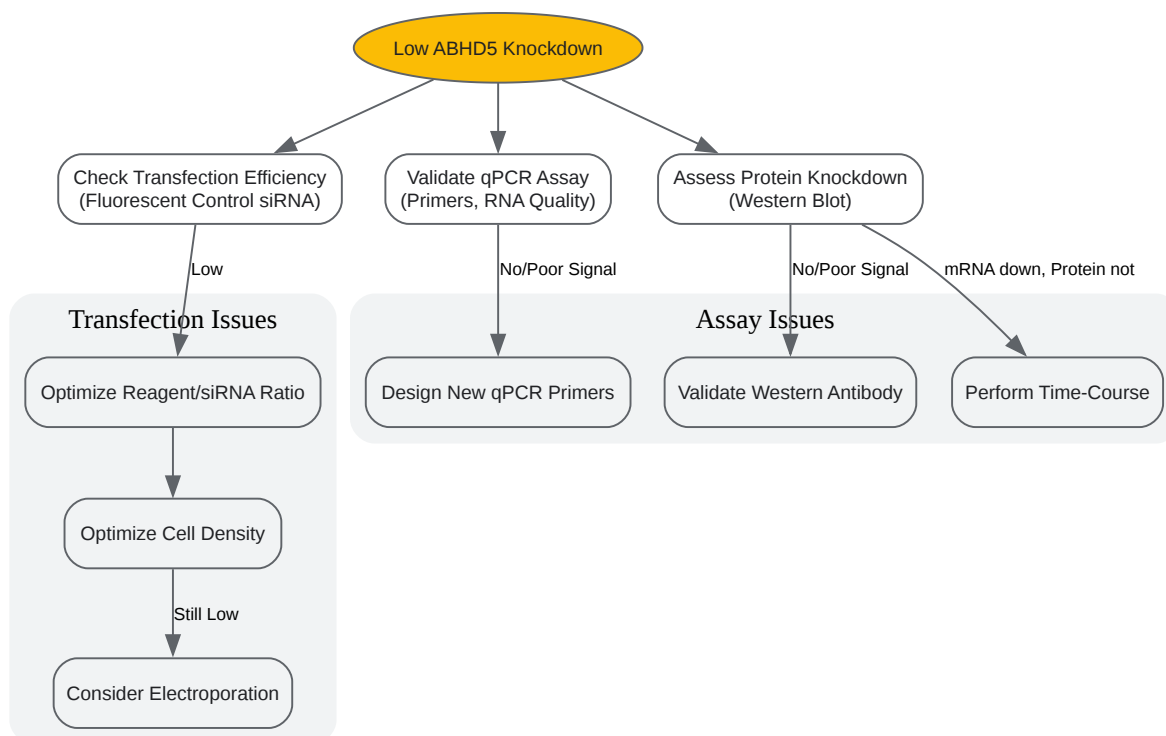 Low ABHD5 Knockdown
Check Transfection Efficiency
(Fluorescent Control siRNA)
Validate qPCR Assay
(Primers, RNA Quality)
Assess Protein Knockdown
(Western Blot)
Low
No/Poor Signal
No/Poor Signal
mRNA down, Protein not
Transfection Issues
Assay Issues
Optimize Reagent/siRNA Ratio
Design New qPCR Primers
Validate Western Antibody
Perform Time-Course
Optimize Cell Density
Still Low
Consider Electroporation